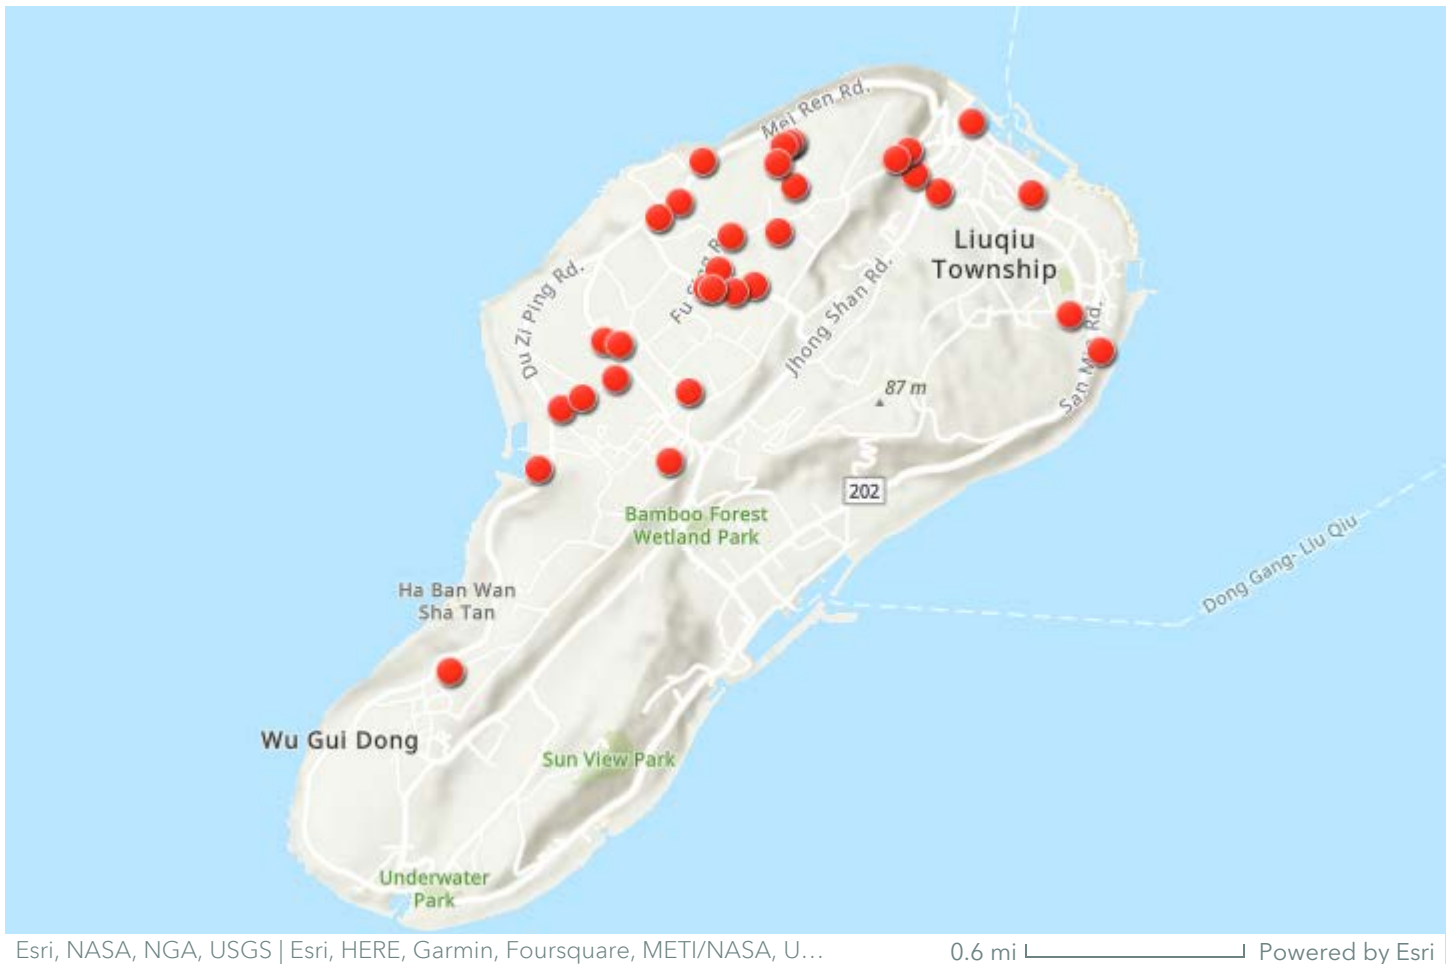 Mei Ren Rd.
Liuqiu
Township
Du Zi Ping Rd.
Jhong Shan Rd.
87 m
202
Bamboo Forest
Wetland Park
Dong Gang- Liu Qiu
Ha Ban Wan
Sha Tan
Wu Gui Dong
Sun View Park
Underwater
Park
Esri, NASA, NGA, USGS | Esri, HERE, Garmin, Foursquare, METI/NASA, U...
0.6 mi
Powered by Esri